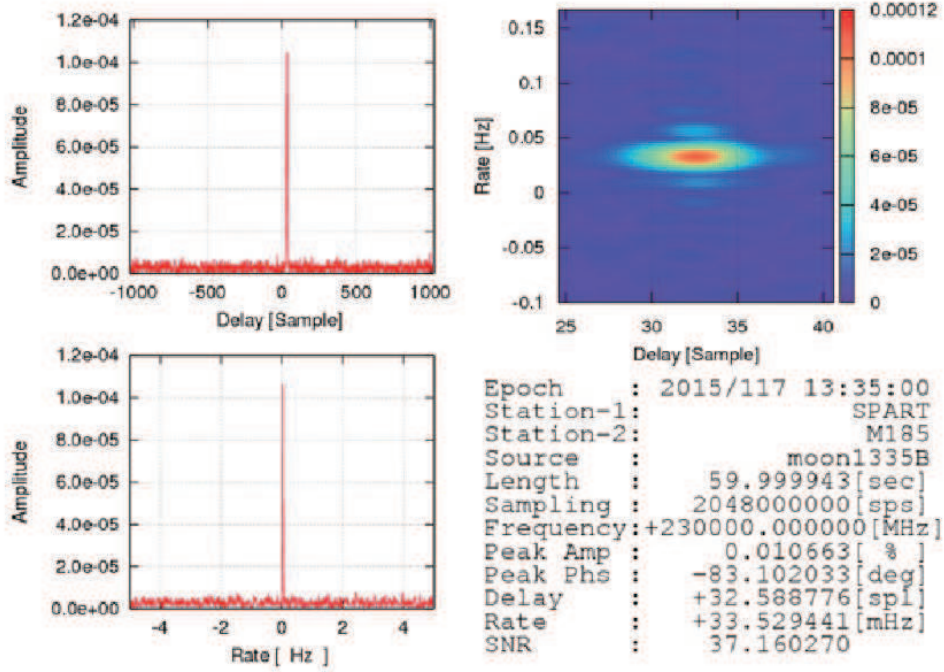 1.2e-04
1.0e-04
8.0e-05
6.0e-05
4.0e-05
2.0e-05
0.0e+00
Amplitude
-1000 -500 0 500 1000
Delay [Sample]
0.15
0.1
0.05
0
-0.05
-0.1
Rate [Hz]
25 30 35 40
Delay [Sample]
0.00012
0.0001
8e-05
6e-05
4e-05
2e-05
0
1.2e-04
1.0e-04
8.0e-05
6.0e-05
4.0e-05
2.0e-05
0.0e+00
Amplitude
-4 -2 0 2 4
Rate [ Hz ]
Epoch : 2015/117 13:35:00
Station-1: SPART
Station-2: M185
Source : moon1335B
Length : 59.999943[sec]
Sampling : 2048000000[sps]
Frequency:+230000.000000[MHz]
Peak Amp : 0.010663[ % ]
Peak Phs : -83.102033[deg]
Delay : +32.588776[spl]
Rate : +33.529441[mHz]
SNR : 37.160270